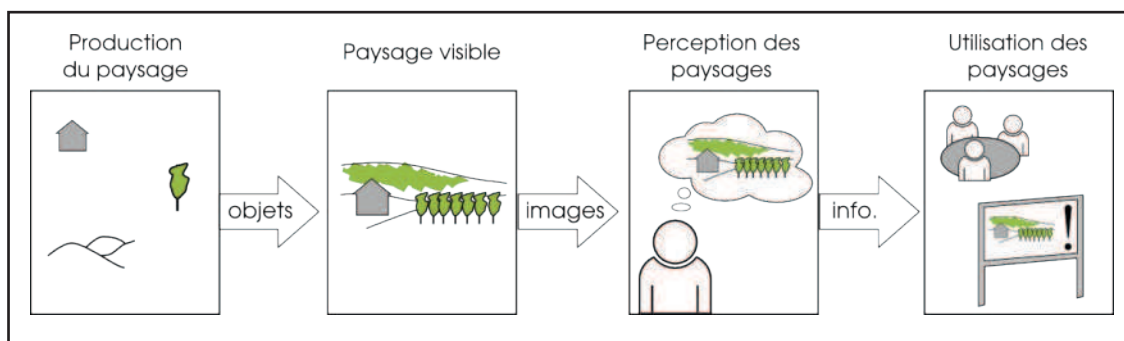 Production
du paysage
Paysage visible
Perception des
paysages
Utilisation des
paysages
objets
images
info.
!